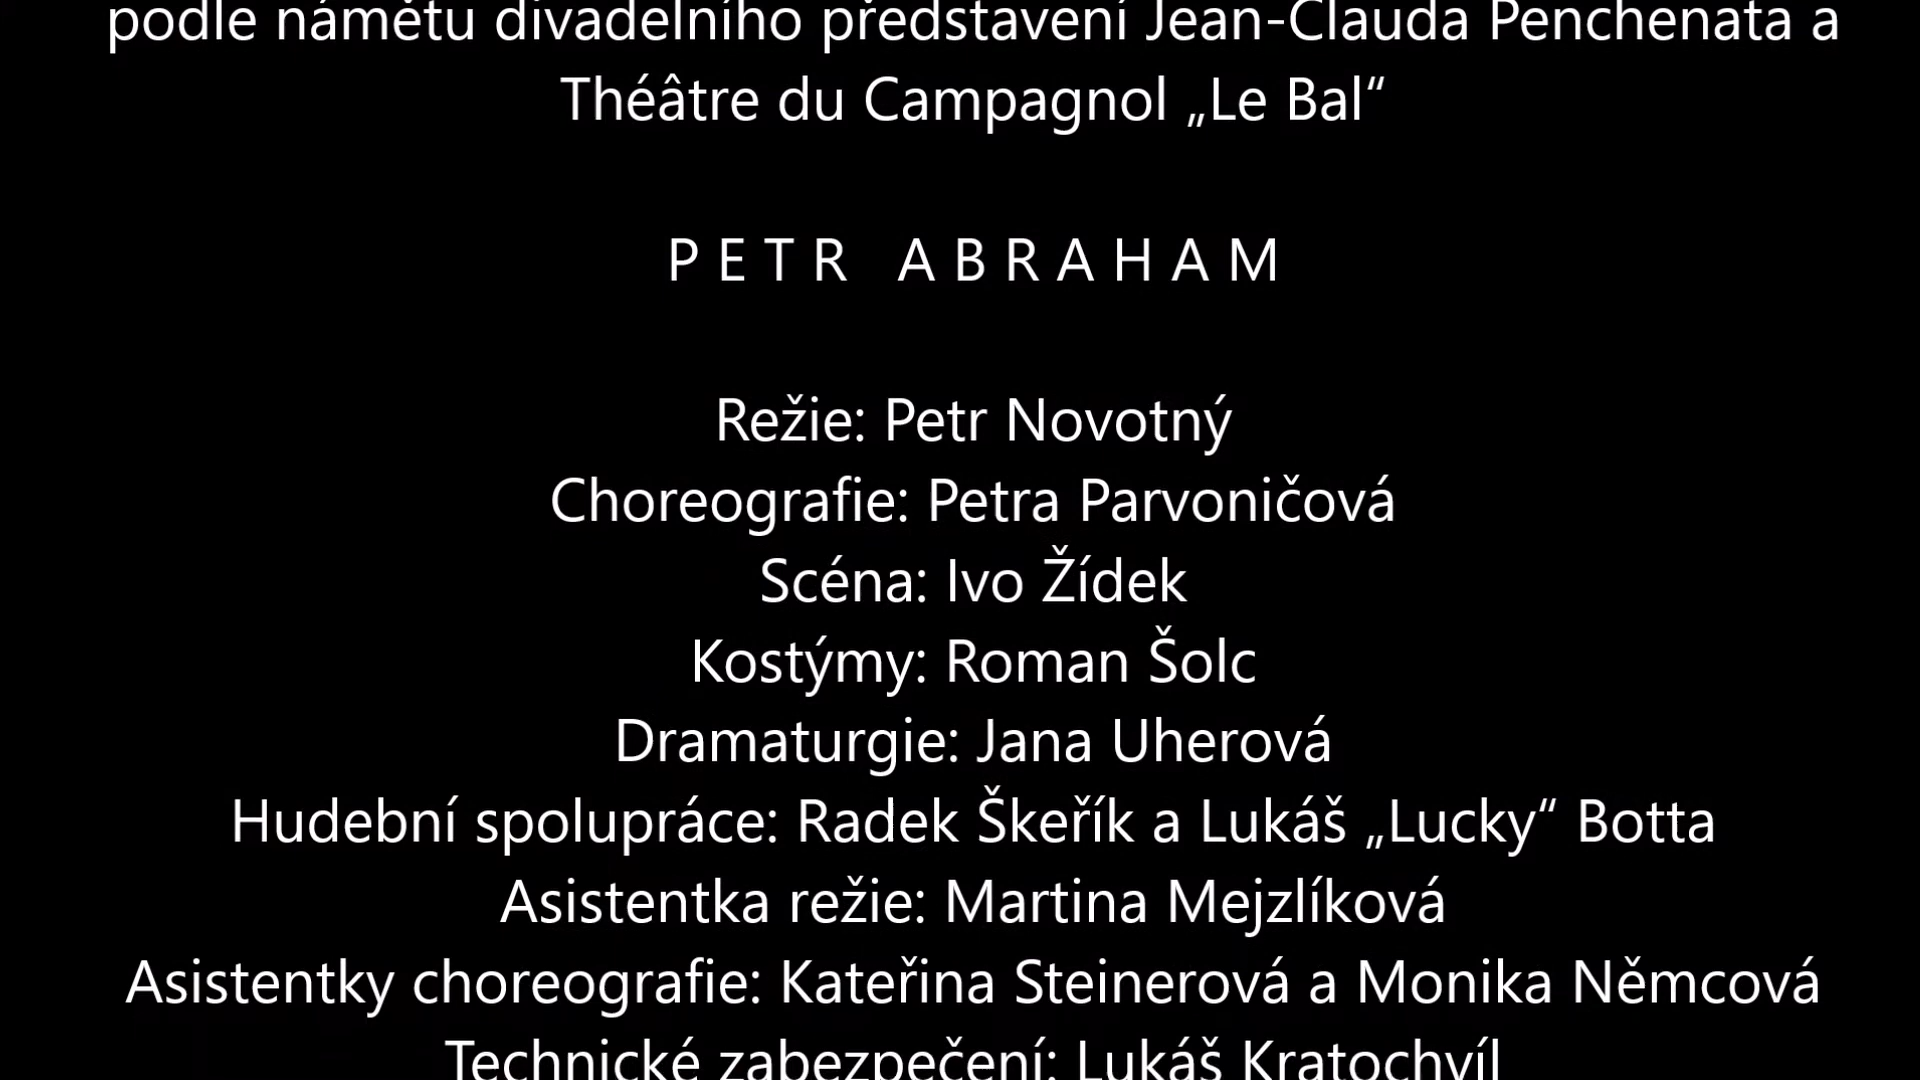 podle námětu divadelního představení Jean-Clauda Penchenata a
Théâtre du Campagnol „Le Bal“
PETR ABRAHAM
Režie: Petr Novotný
Choreografie: Petra Parvoničová
Scéna: Ivo Žídek
Kostýmy: Roman Šolc
Dramaturgie: Jana Uherová
Hudební spolupráce: Radek Škeřík a Lukáš „Lucky“ Botta
Asistentka režie: Martina Mejzlíková
Asistentky choreografie: Kateřina Steinerová a Monika Němcová
Technické zabezpečení: Lukáš Kratochvíl